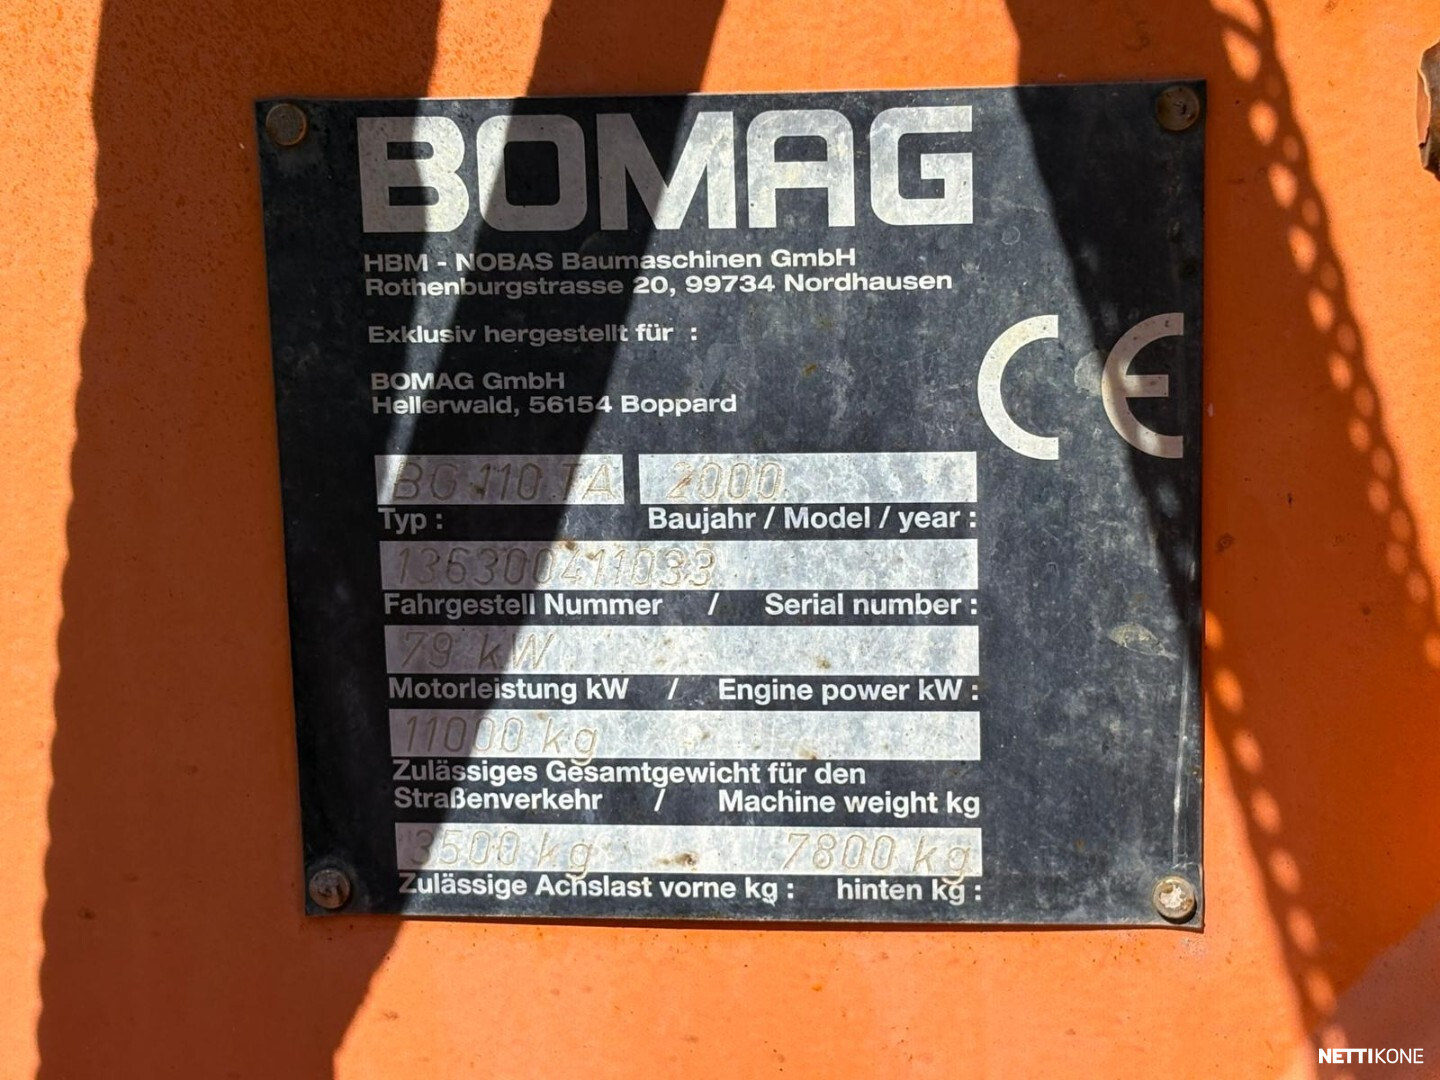 BOMAG
HBM - NOBAS Baumaschinen GmbH
Rothenburgstrasse 20, 99734 Nordhausen
Exklusiv hergestellt für :
BOMAG GmbH
Hellerwald, 56154 Boppard
CE
BG 110 TA 2000
Typ : Baujahr / Model / year :
136300411033
Fahrgestell Nummer / Serial number :
79 kW
Motorleistung kW / Engine power kW :
11000 kg
Zulässiges Gesamtgewicht für den
Straßenverkehr / Machine weight kg
3500 kg 7800 kg
Zulässige Achslast vorne kg : hinten kg :
NETTIKONE